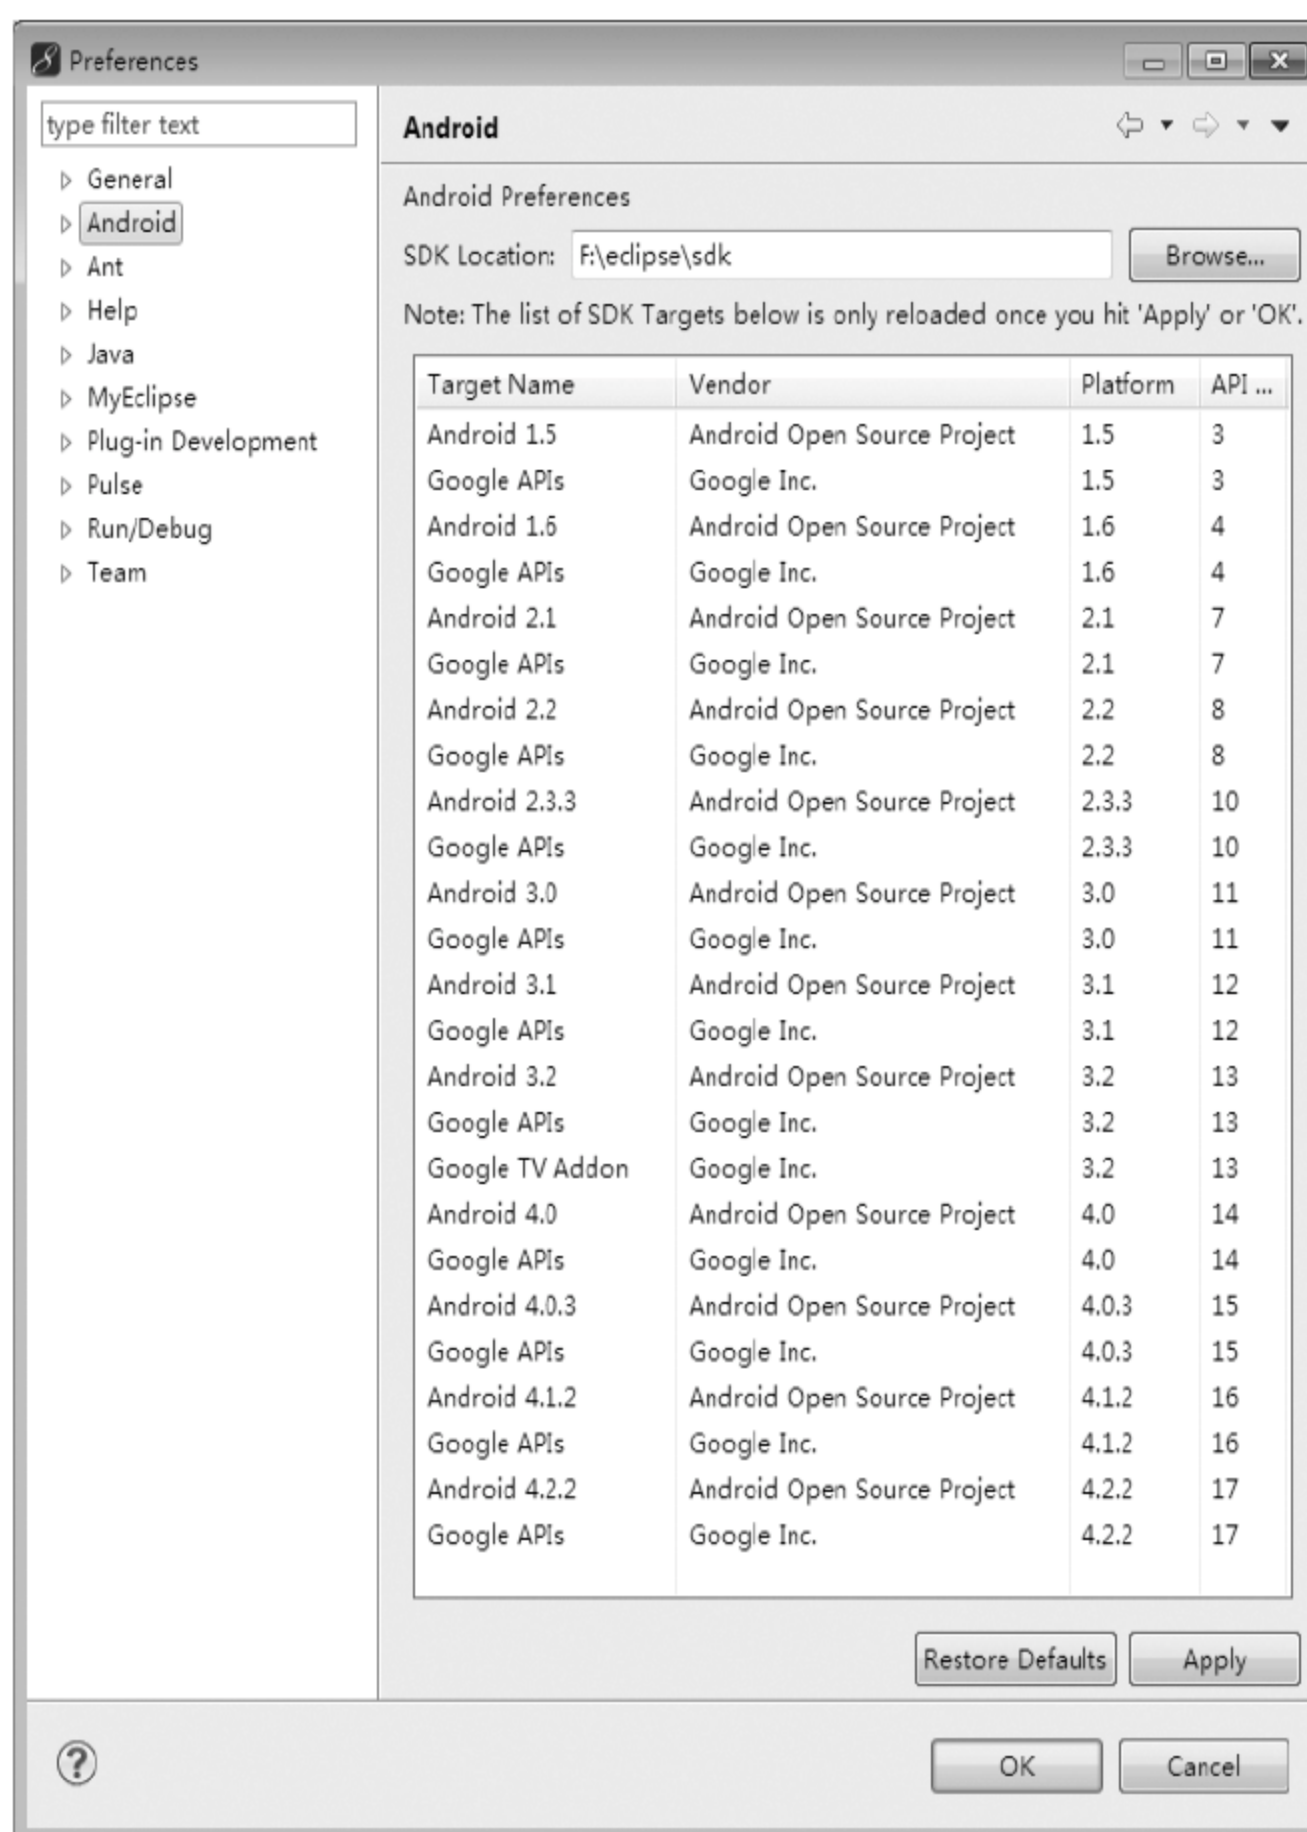 Preferences
type filter text
General
Android
Ant
Help
Java
MyEclipse
Plug-in Development
Pulse
Run/Debug
Team
Android
Android Preferences
SDK Location: F:\eclipse\sdk Browse...
Note: The list of SDK Targets below is only reloaded once you hit 'Apply' or 'OK'.
Target Name Vendor Platform API ...
Android 1.5 Android Open Source Project 1.5 3
Google APIs Google Inc. 1.5 3
Android 1.6 Android Open Source Project 1.6 4
Google APIs Google Inc. 1.6 4
Android 2.1 Android Open Source Project 2.1 7
Google APIs Google Inc. 2.1 7
Android 2.2 Android Open Source Project 2.2 8
Google APIs Google Inc. 2.2 8
Android 2.3.3 Android Open Source Project 2.3.3 10
Google APIs Google Inc. 2.3.3 10
Android 3.0 Android Open Source Project 3.0 11
Google APIs Google Inc. 3.0 11
Android 3.1 Android Open Source Project 3.1 12
Google APIs Google Inc. 3.1 12
Android 3.2 Android Open Source Project 3.2 13
Google APIs Google Inc. 3.2 13
Google TV Addon Google Inc. 3.2 13
Android 4.0 Android Open Source Project 4.0 14
Google APIs Google Inc. 4.0 14
Android 4.0.3 Android Open Source Project 4.0.3 15
Google APIs Google Inc. 4.0.3 15
Android 4.1.2 Android Open Source Project 4.1.2 16
Google APIs Google Inc. 4.1.2 16
Android 4.2.2 Android Open Source Project 4.2.2 17
Google APIs Google Inc. 4.2.2 17
Restore Defaults Apply
? OK Cancel